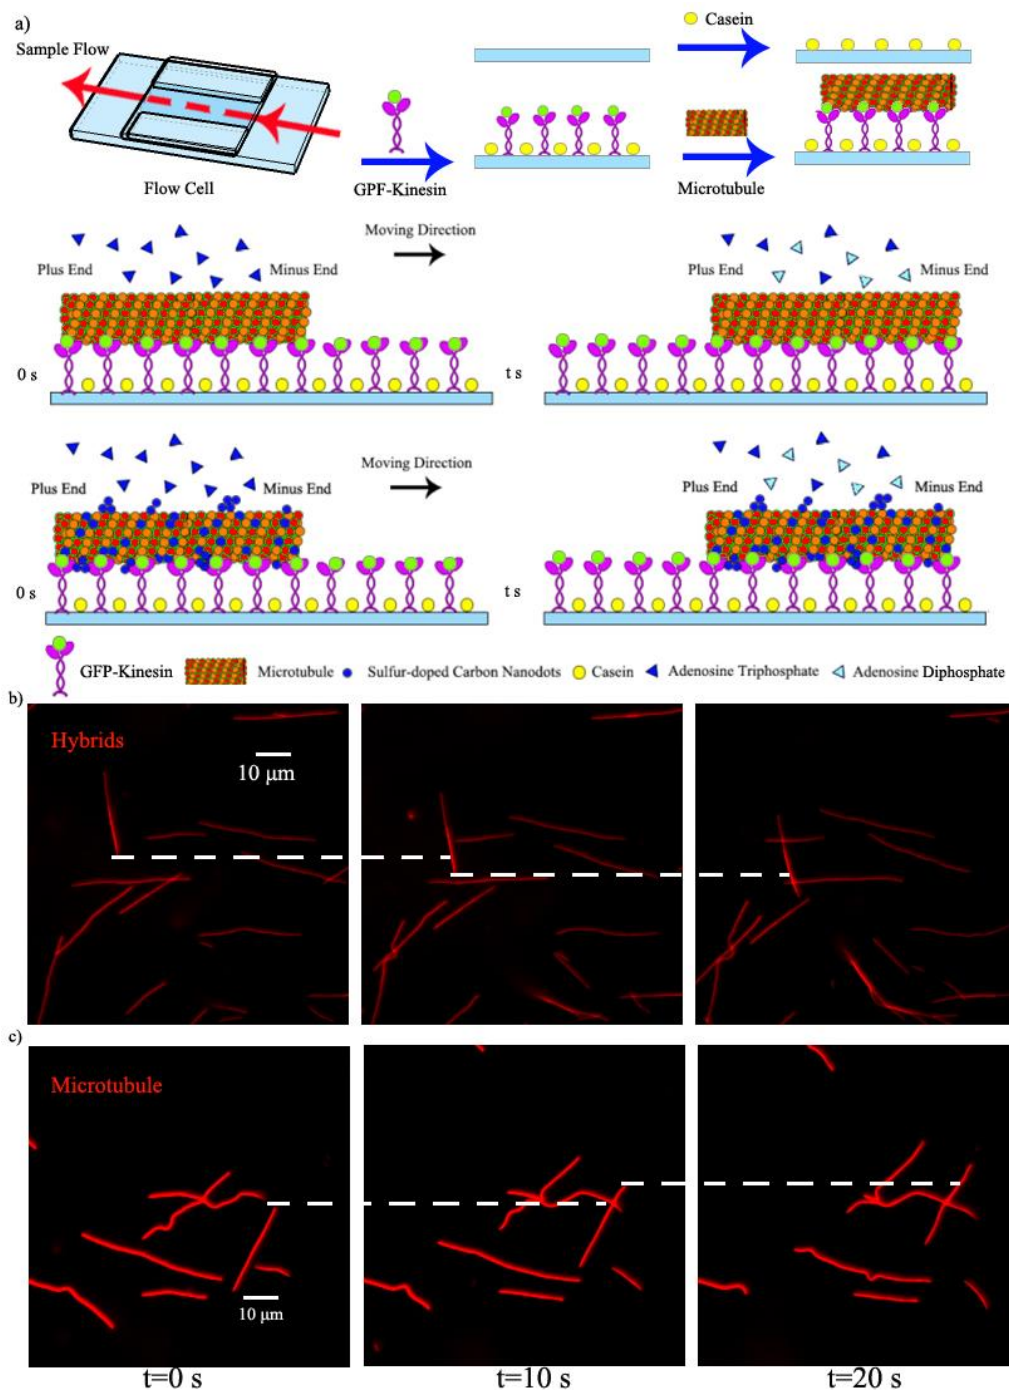 a)
Casein
Sample Flow
Flow Cell
GPF-Kinesin
Microtubule
Moving Direction
Plus End
Minus End
Plus End
Minus End
0 s
t s
Moving Direction
Plus End
Minus End
Plus End
Minus End
0 s
t s
GFP-Kinesin
Microtubule
Sulfur-doped Carbon Nanodots
Casein
Adenosine Triphosphate
Adenosine Diphosphate
b)
Hybrids
10 μm
c)
Microtubule
10 μm
t=0 s
t=10 s
t=20 s